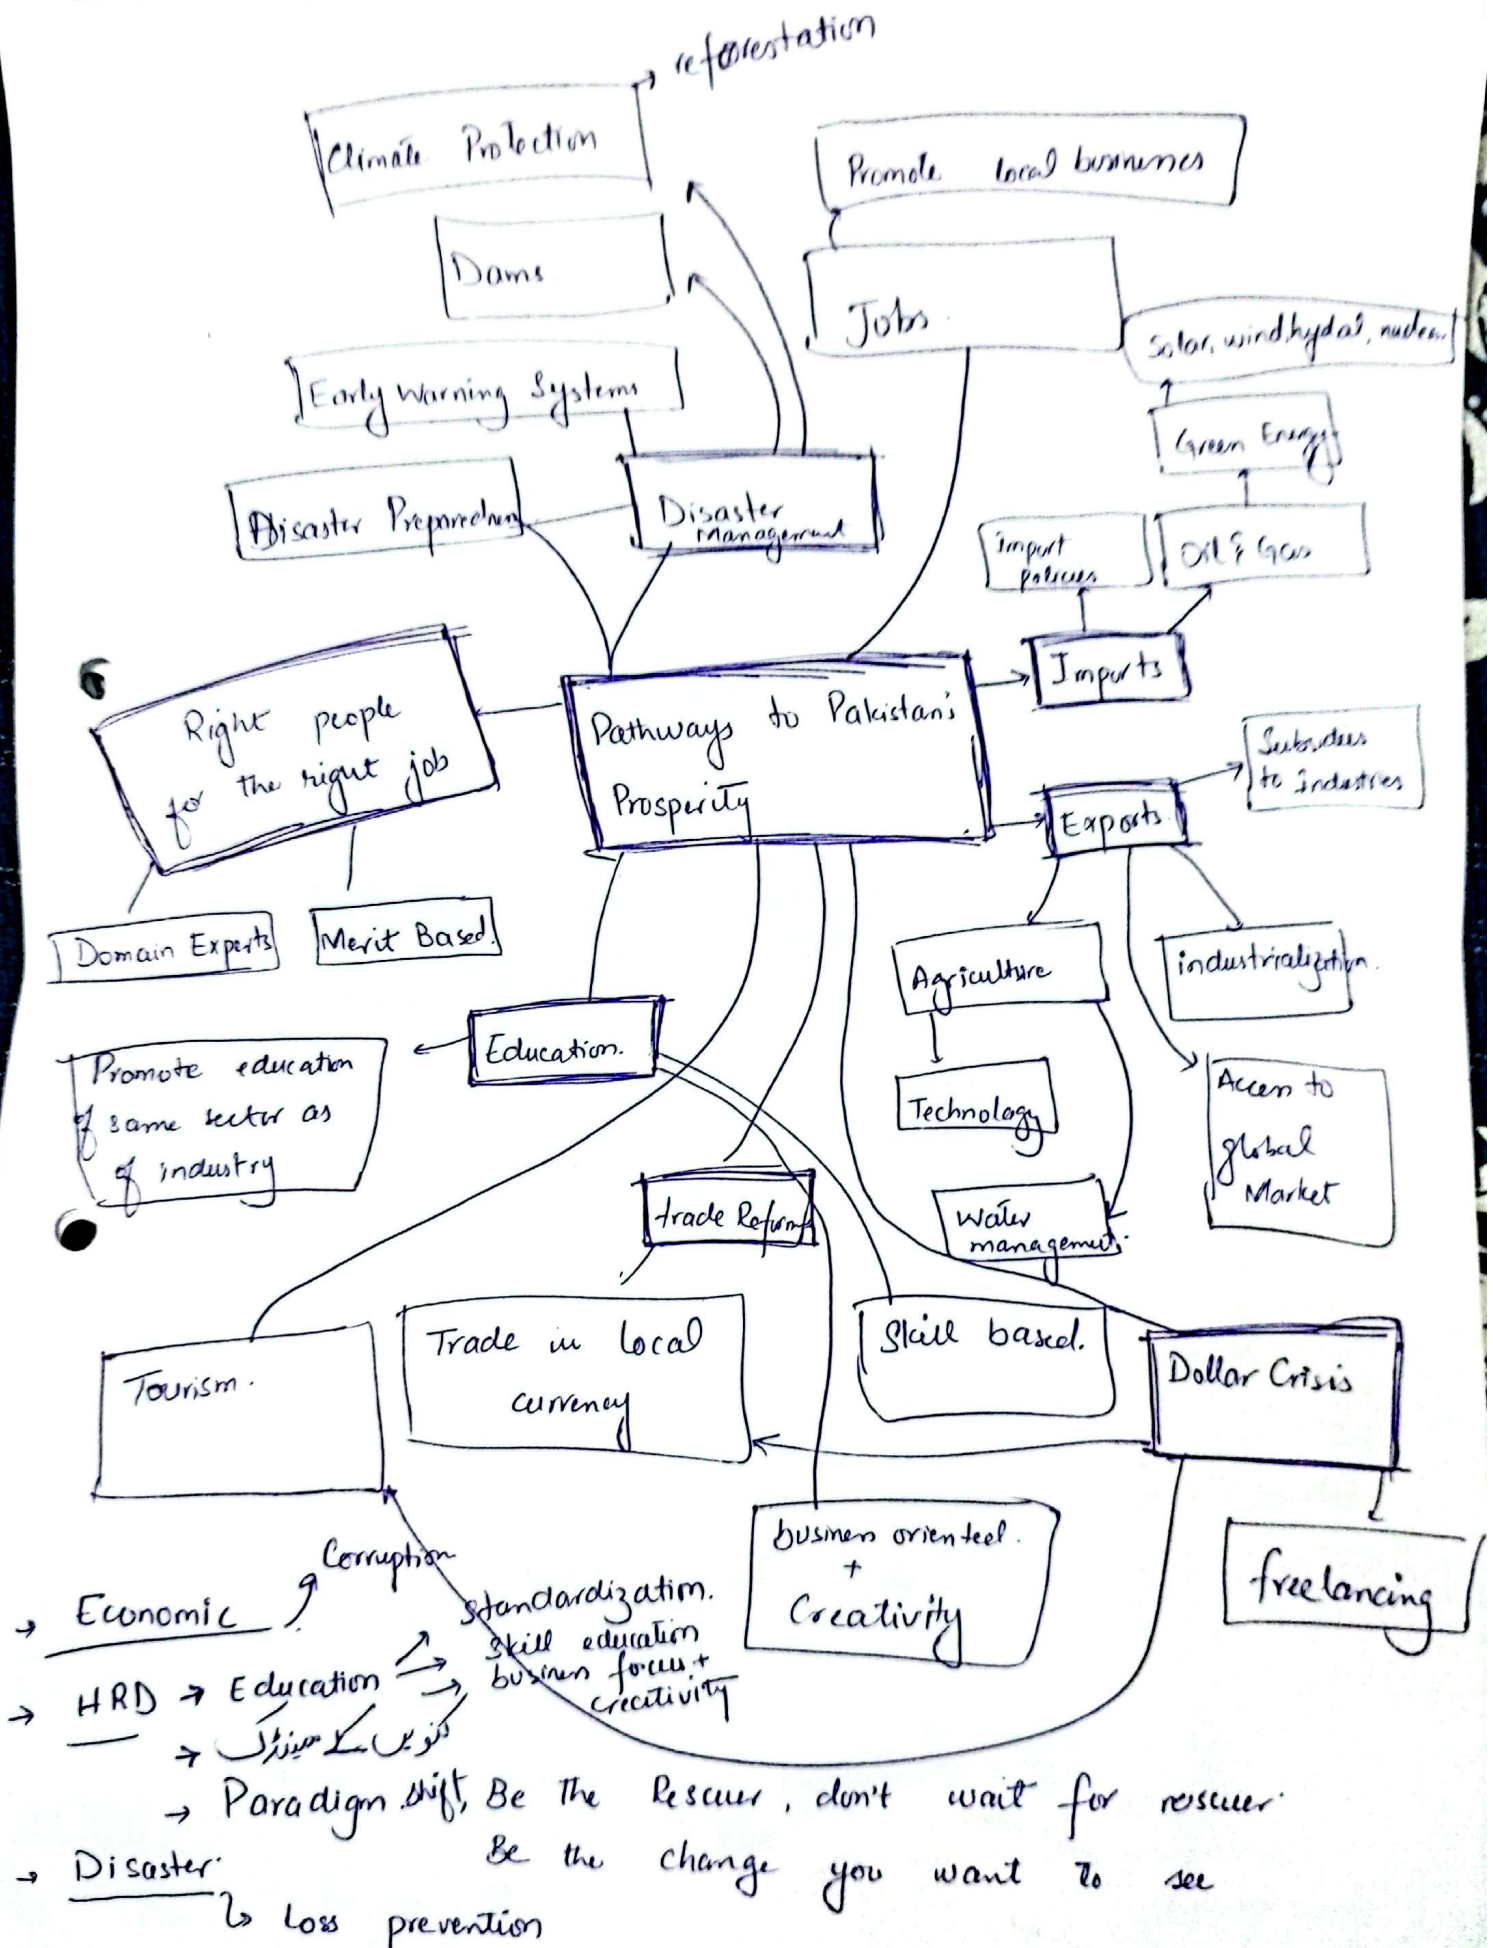 reforestation
Climate Protection
Promote local businesses
Dams
Jobs.
Solar, wind, hydal, nuclear
Early Warning Systems
Green Energy
Disaster Preparedness
Disaster
Management
Import
policies
Oil & Gas
Imports
Right people
for the right job
Pathways to Pakistan's
Prosperity
Subsidies
to Industries
Exports
Domain Experts
Merit Based.
Agriculture
industrialization.
Education.
Promote education
of same sector as
of industry
Technology
Access to
global
Market
trade Reforms
Water
management
Tourism.
Trade in local
currency
Skill based.
Dollar Crisis
business oriented.
+
Creativity
freelancing
→ Economic
Corruption
→ HRD → Education
standardization.
skill education
business focus +
creativity
→ کنویں کے مینڈک
→ Paradigm shift, Be The Rescuer, don't wait for rescuer.
Be the change you want to see
→ Disaster.
↳ Loss prevention